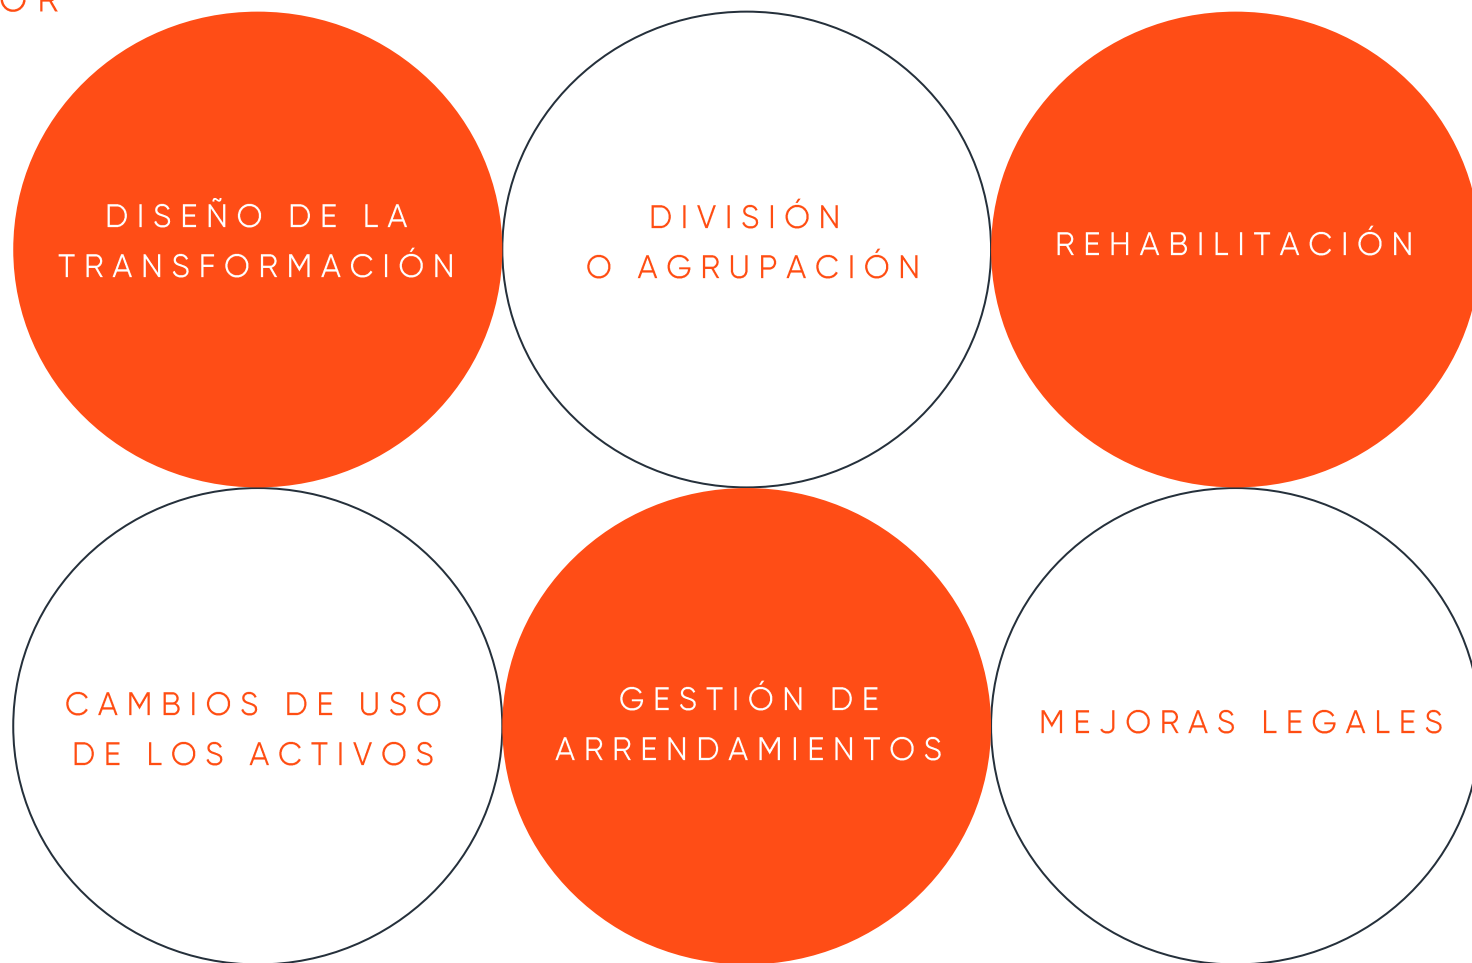 DISEÑO DE LA
TRANSFORMACIÓN
DIVISIÓN
O AGRUPACIÓN
REHABILITACIÓN
CAMBIOS DE USO
DE LOS ACTIVOS
GESTIÓN DE
ARRENDAMIENTOS
MEJORAS LEGALES